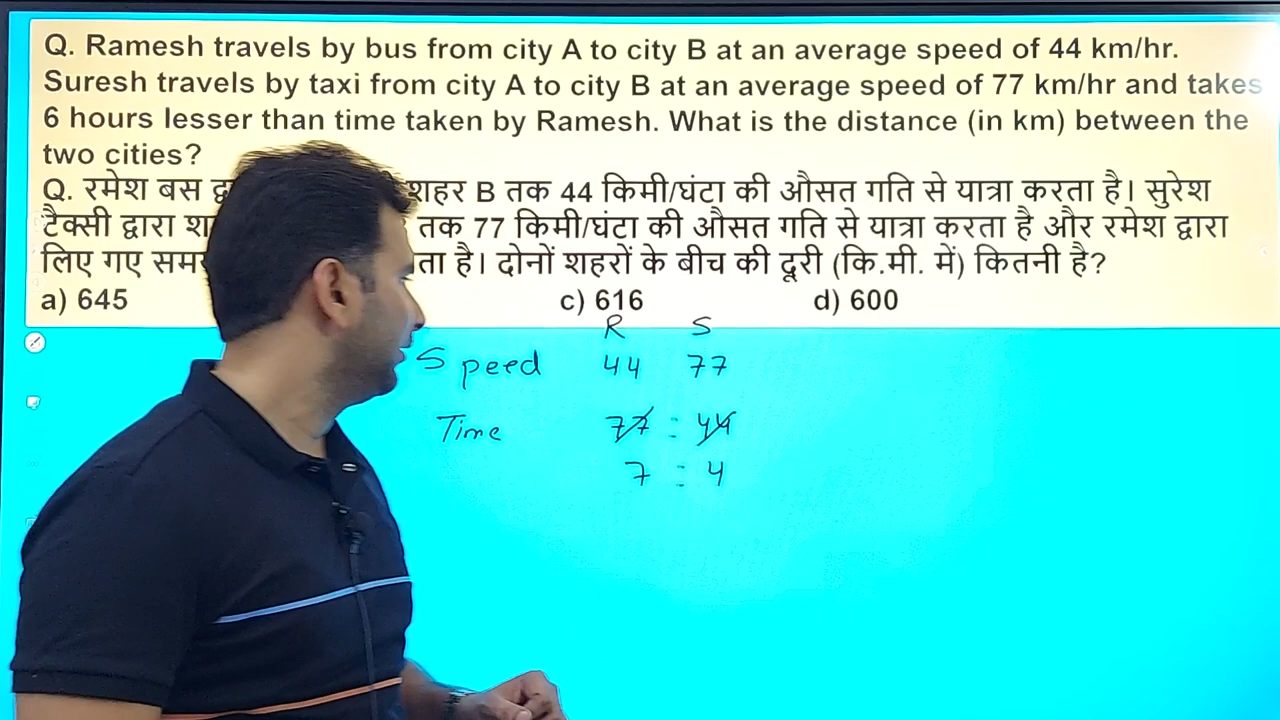 Q. Ramesh travels by bus from city A to city B at an average speed of 44 km/hr.
Suresh travels by taxi from city A to city B at an average speed of 77 km/hr and takes
6 hours lesser than time taken by Ramesh. What is the distance (in km) between the
two cities?
Q. रमेश बस शहर B तक 44 किमी/घंटा की औसत गति से यात्रा करता है। सुरेश
टैक्सी द्वारा तक 77 किमी/घंटा की औसत गति से यात्रा करता है और रमेश द्वारा
लिए गए है। दोनों शहरों के बीच की दूरी (कि.मी. में) कितनी है?
a) 645 c) 616 d) 600
R S
Speed 44 77
Time 77 : 44
7 : 4